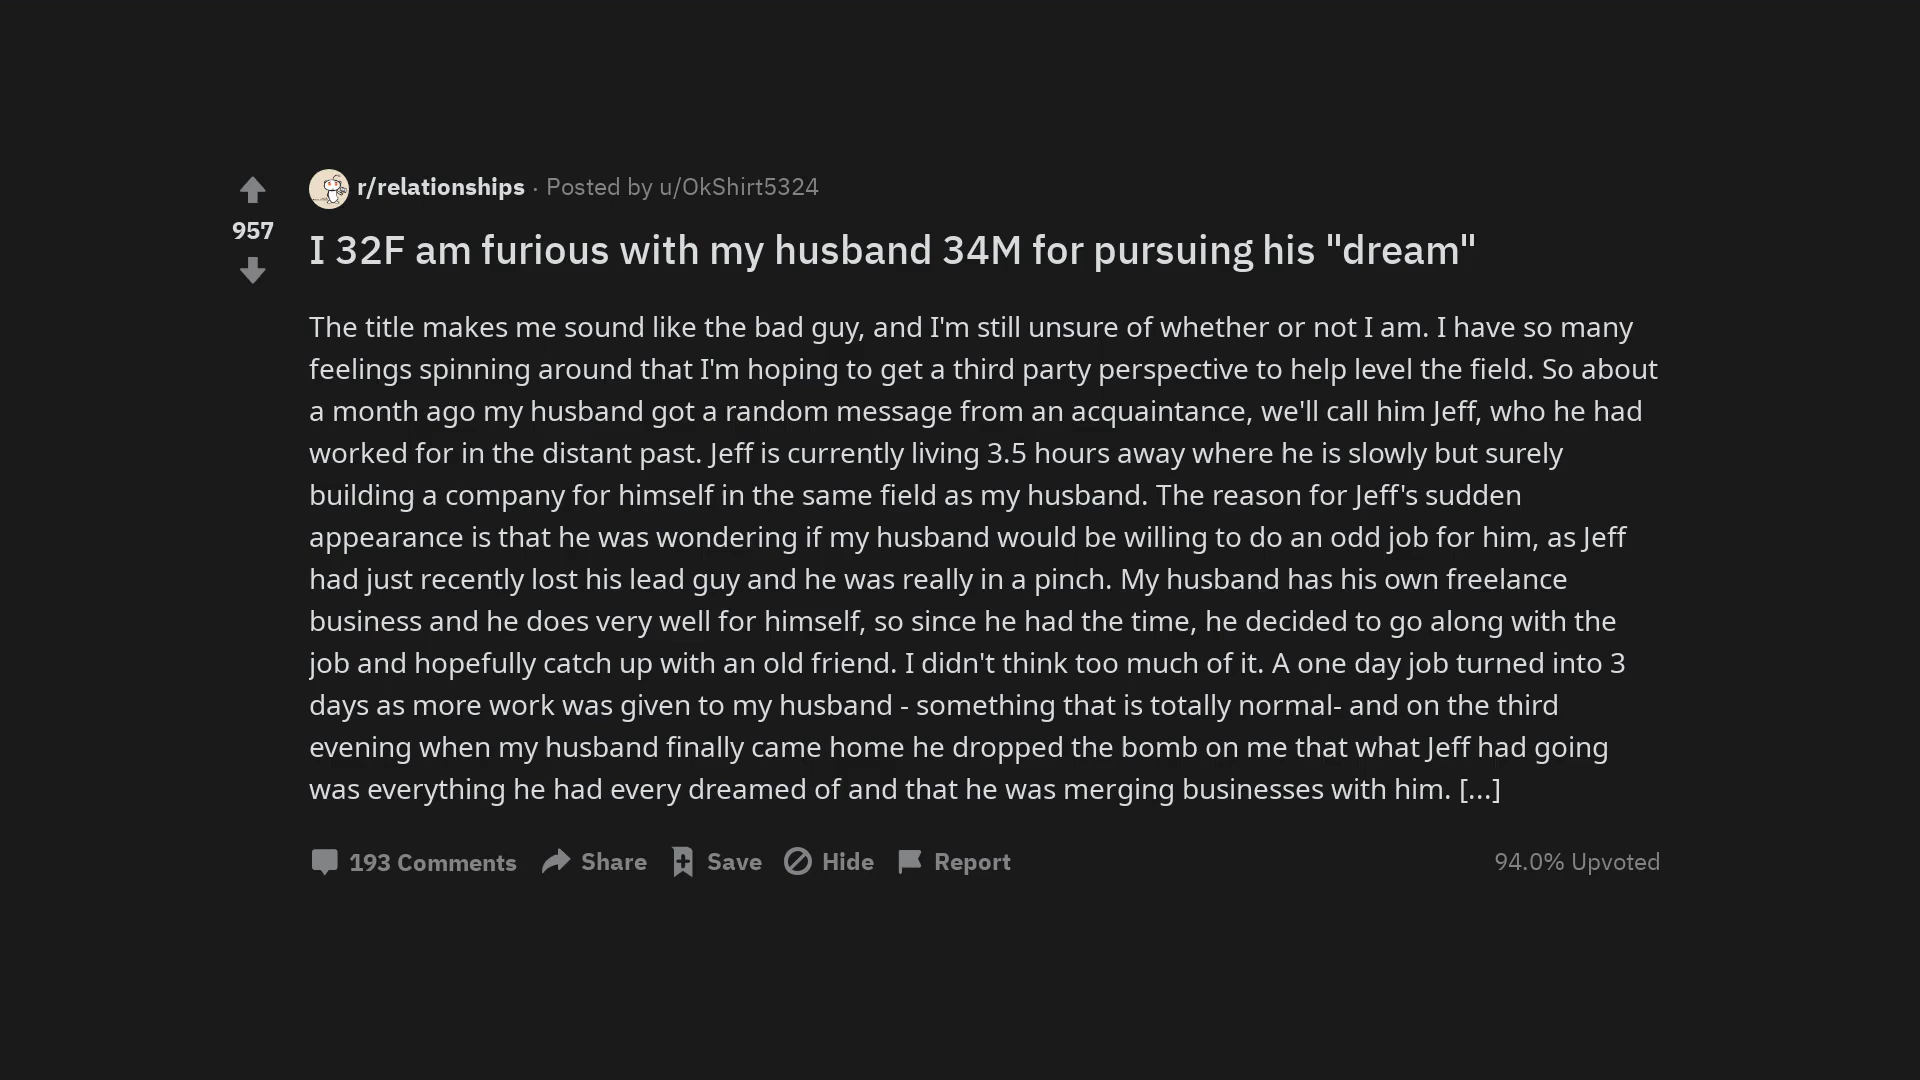 r/relationships · Posted by u/OkShirt5324
957
I 32F am furious with my husband 34M for pursuing his "dream"
The title makes me sound like the bad guy, and I'm still unsure of whether or not I am. I have so many
feelings spinning around that I'm hoping to get a third party perspective to help level the field. So about
a month ago my husband got a random message from an acquaintance, we'll call him Jeff, who he had
worked for in the distant past. Jeff is currently living 3.5 hours away where he is slowly but surely
building a company for himself in the same field as my husband. The reason for Jeff's sudden
appearance is that he was wondering if my husband would be willing to do an odd job for him, as Jeff
had just recently lost his lead guy and he was really in a pinch. My husband has his own freelance
business and he does very well for himself, so since he had the time, he decided to go along with the
job and hopefully catch up with an old friend. I didn't think too much of it. A one day job turned into 3
days as more work was given to my husband - something that is totally normal- and on the third
evening when my husband finally came home he dropped the bomb on me that what Jeff had going
was everything he had every dreamed of and that he was merging businesses with him. [...]
193 Comments Share Save Hide Report 94.0% Upvoted